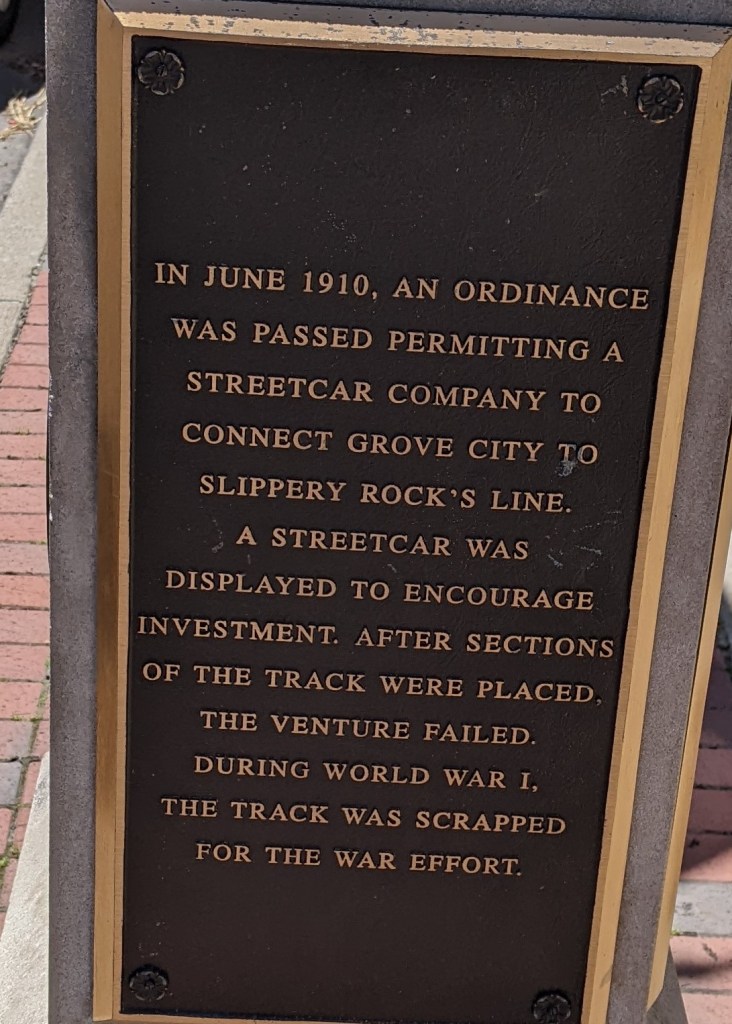 IN JUNE 1910, AN ORDINANCE
WAS PASSED PERMITTING A
STREETCAR COMPANY TO
CONNECT GROVE CITY TO
SLIPPERY ROCK'S LINE.
A STREETCAR WAS
DISPLAYED TO ENCOURAGE
INVESTMENT. AFTER SECTIONS
OF THE TRACK WERE PLACED,
THE VENTURE FAILED.
DURING WORLD WAR I,
THE TRACK WAS SCRAPPED
FOR THE WAR EFFORT.